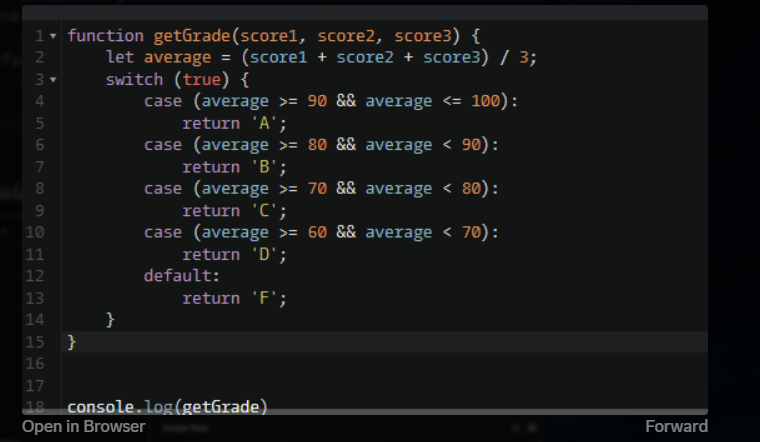 1 function getGrade(score1, score2, score3) {
2     let average = (score1 + score2 + score3) / 3;
3     switch (true) {
4         case (average >= 90 && average <= 100):
5             return 'A';
6         case (average >= 80 && average < 90):
7             return 'B';
8         case (average >= 70 && average < 80):
9             return 'C';
10         case (average >= 60 && average < 70):
11             return 'D';
12         default:
13             return 'F';
14     }
15 }
16
17
18 console.log(getGrade)
Open in Browser Forward